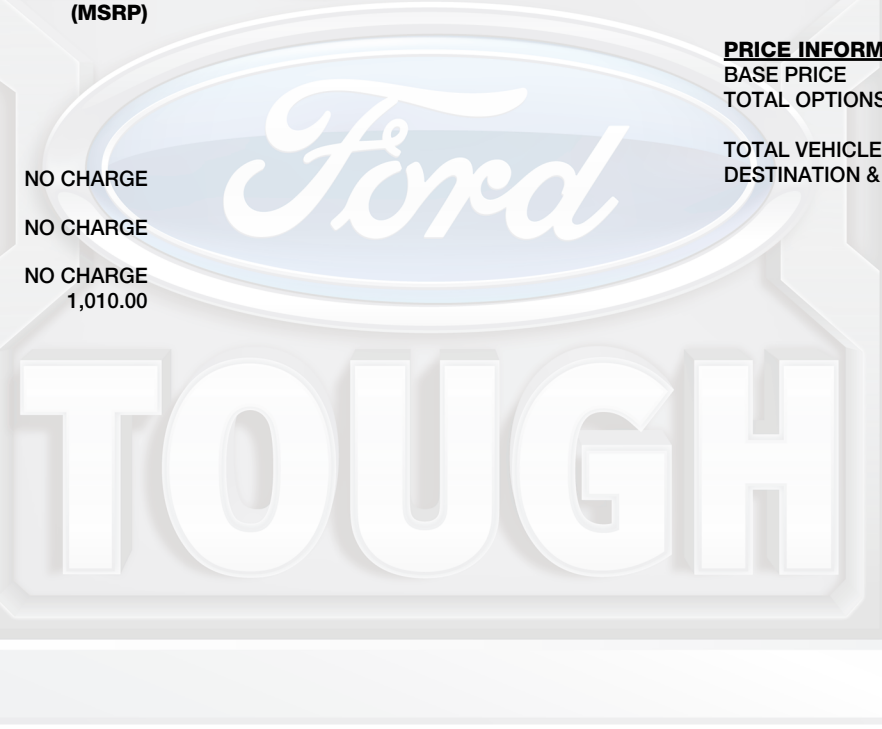 (MSRP)
NO CHARGE
NO CHARGE
NO CHARGE
1,010.00
PRICE INFORM
BASE PRICE
TOTAL OPTIONS
TOTAL VEHICLE
DESTINATION &
Ford
TOUGH